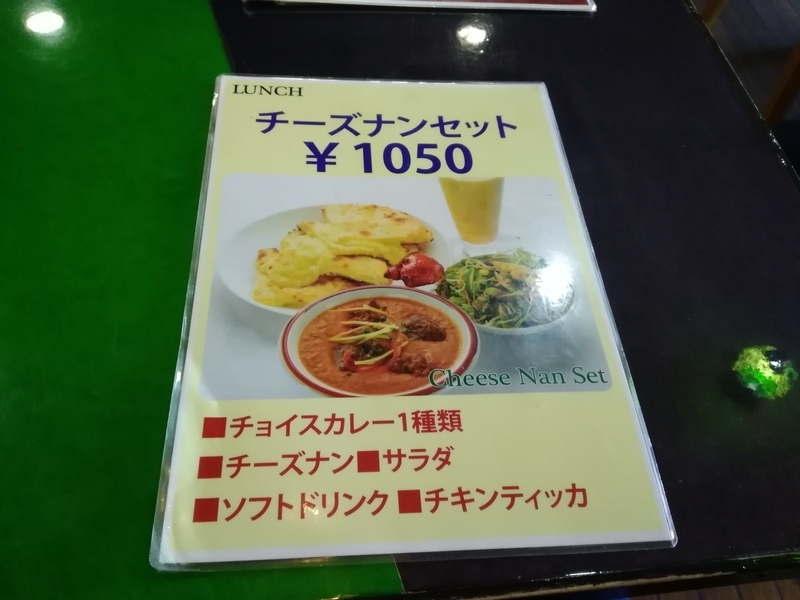 LUNCH
チーズナンセット
¥1050
Cheese Nan Set
■チョイスカレー1種類
■チーズナン■サラダ
■ソフトドリンク ■チキンティッカ